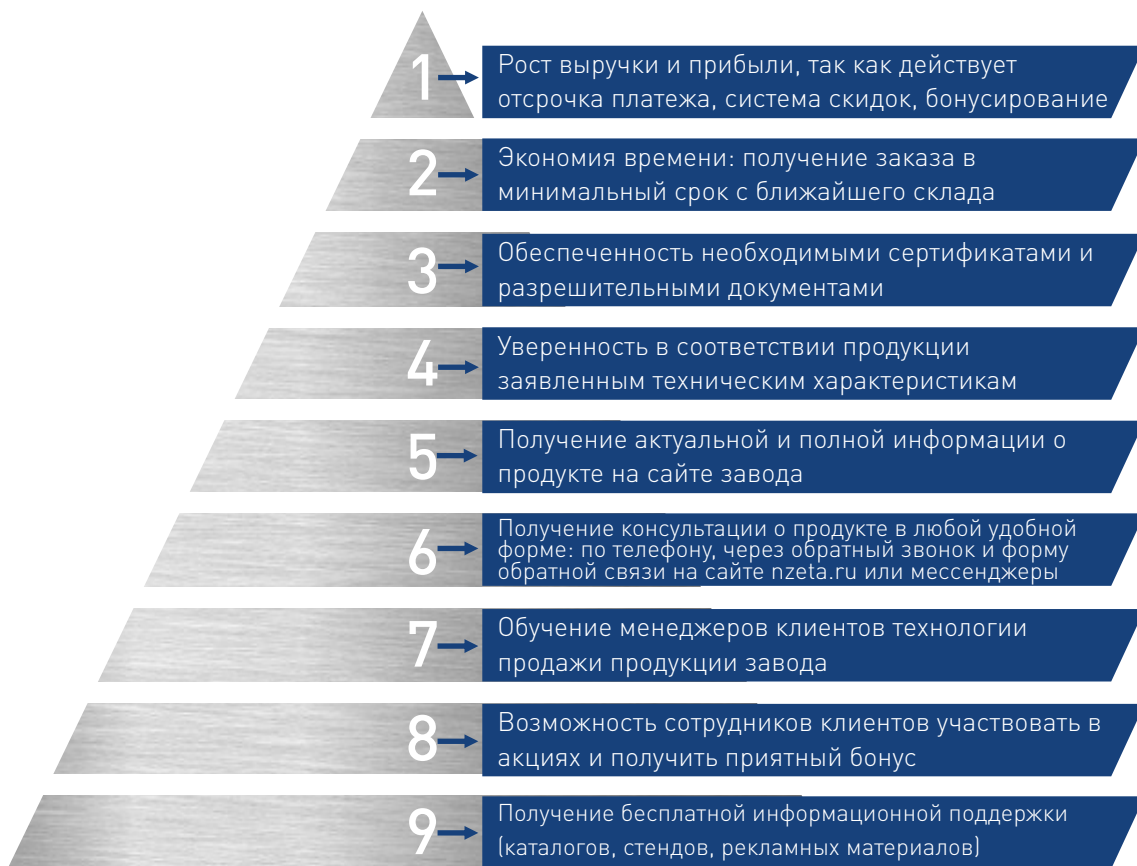 1
Рост выручки и прибыли, так как действует
отсрочка платежа, система скидок, бонусирование
2
Экономия времени: получение заказа в
минимальный срок с ближайшего склада
3
Обеспеченность необходимыми сертификатами и
разрешительными документами
4
Уверенность в соответствии продукции
заявленным техническим характеристикам
5
Получение актуальной и полной информации о
продукте на сайте завода
6
Получение консультации о продукте в любой удобной
форме: по телефону, через обратный звонок и форму
обратной связи на сайте nzeta.ru или мессенджеры
7
Обучение менеджеров клиентов технологии
продажи продукции завода
8
Возможность сотрудников клиентов участвовать в
акциях и получить приятный бонус
9
Получение бесплатной информационной поддержки
(каталогов, стендов, рекламных материалов)